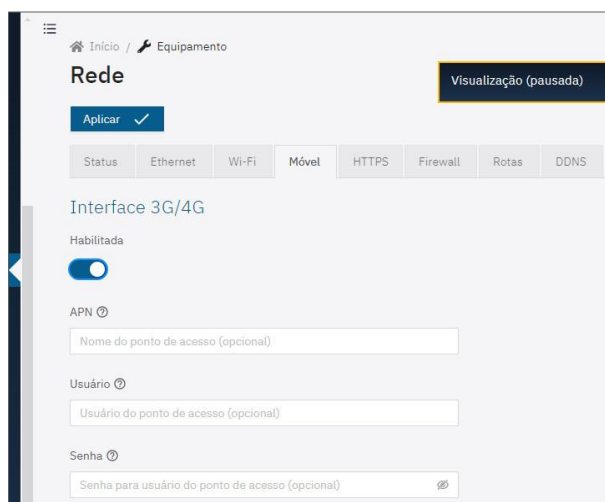 Início / Equipamento
Rede
Visualização (pausada)
Aplicar
Status Ethernet Wi-Fi Móvel HTTPS Firewall Rotas DDNS
Interface 3G/4G
Habilitada
APN
Nome do ponto de acesso (opcional)
Usuário
Usuário do ponto de acesso (opcional)
Senha
Senha para usuário do ponto de acesso (opcional)